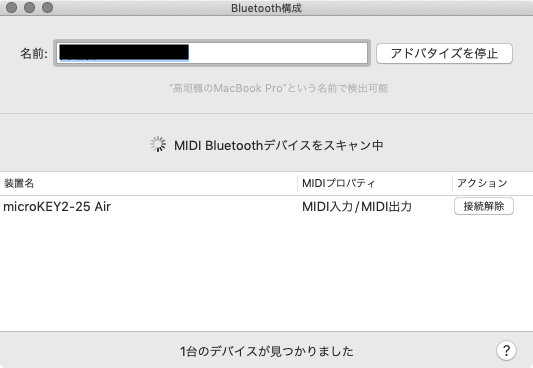 Bluetooth構成
名前:
アドバタイズを停止
"高垣楓のMacBook Pro"という名前で検出可能
MIDI Bluetoothデバイスをスキャン中
装置名 MIDIプロパティ アクション
microKEY2-25 Air MIDI入力/MIDI出力 接続解除
1台のデバイスが見つかりました ?